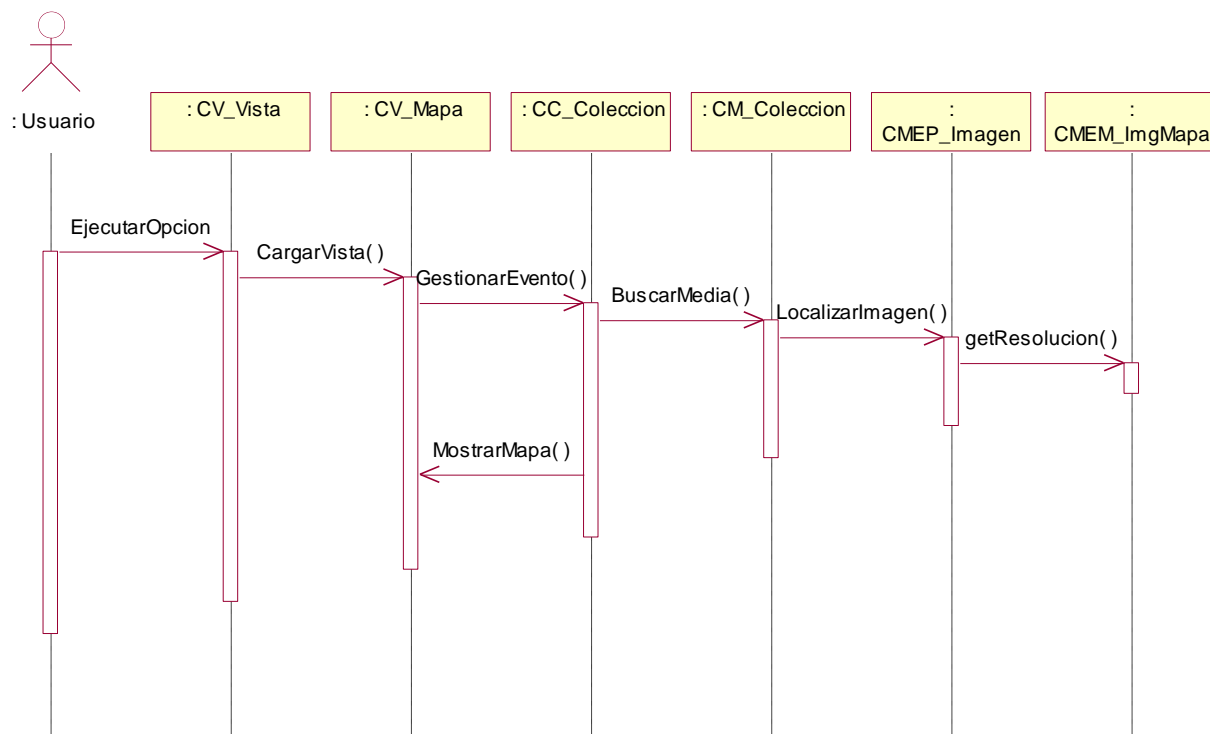 : Usuario
: CV_Vista
: CV_Mapa
: CC_Coleccion
: CM_Coleccion
:
CMEP_Imagen
:
CMEM_ImgMapa
EjecutarOpcion
CargarVista( )
GestionarEvento( )
BuscarMedia( )
LocalizarImagen( )
getResolucion( )
MostrarMapa( )